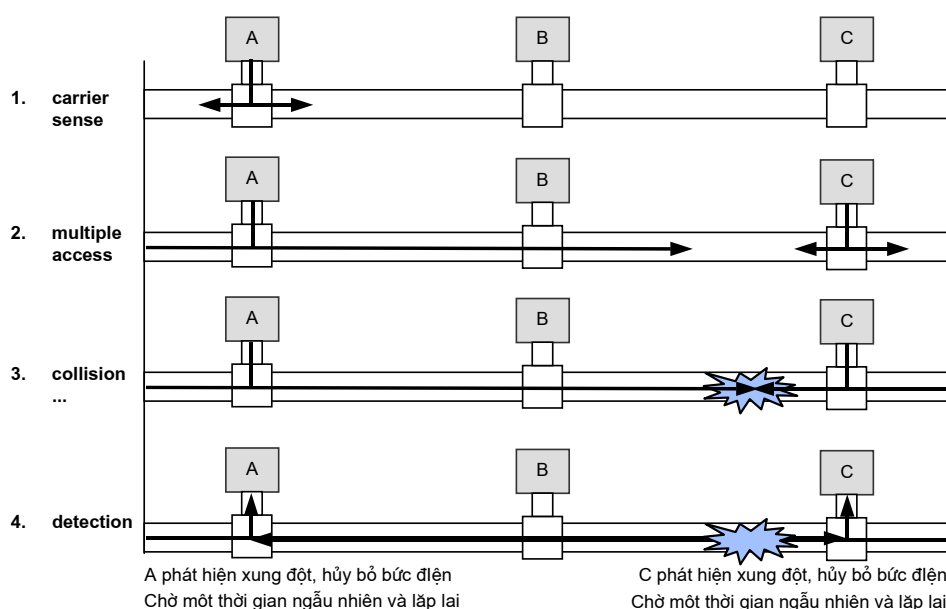 A B C
1. carrier
sense
A B C
2. multiple
access
A B C
3. collision
...
A B C
4. detection
A phát hiện xung đột, hủy bỏ bức điện
Chờ một thời gian ngẫu nhiên và lặp lại
C phát hiện xung đột, hủy bỏ bức điện
Chờ một thời gian ngẫu nhiên và lặp lại